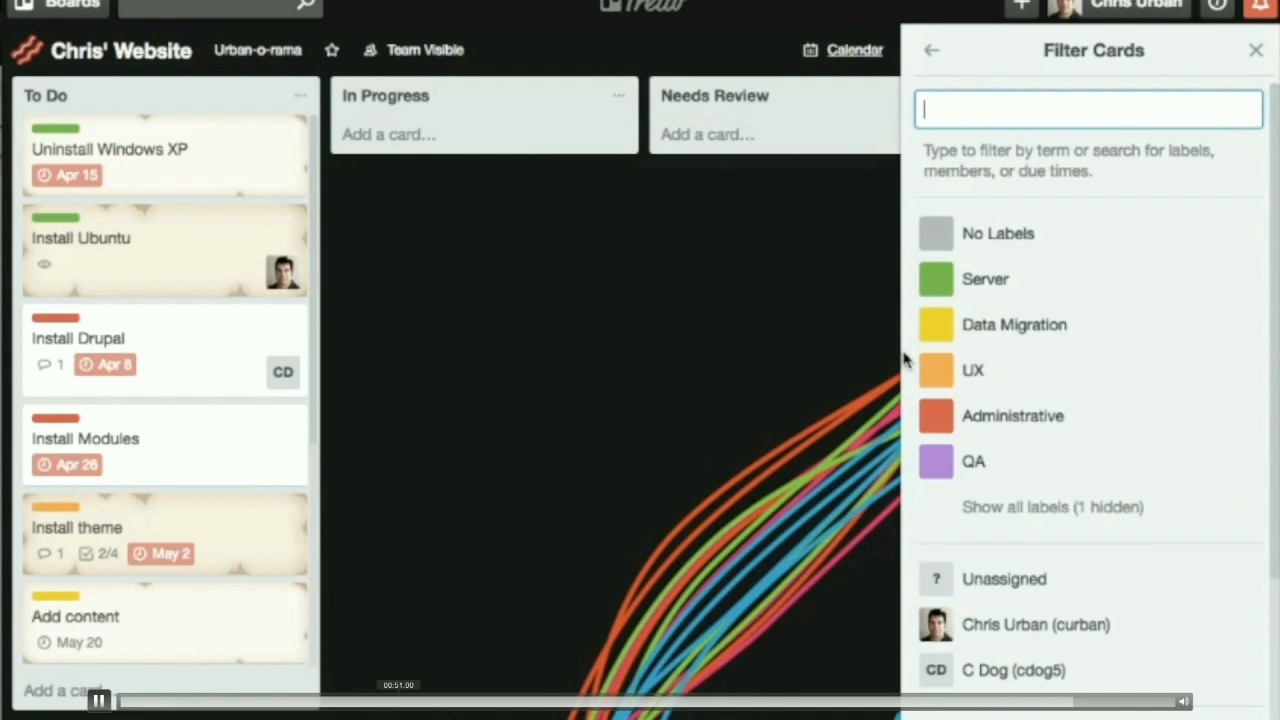 Boards
Trello
Chris Urban
Chris' Website
Urban-o-rama
Team Visible
Calendar
To Do
Uninstall Windows XP
Apr 15
Install Ubuntu
Install Drupal
1
Apr 8
CD
Install Modules
Apr 26
Install theme
1
2/4
May 2
Add content
May 20
Add a car
In Progress
Add a card...
Needs Review
Add a card...
Filter Cards
Type to filter by term or search for labels,
members, or due times.
No Labels
Server
Data Migration
UX
Administrative
QA
Show all labels (1 hidden)
?
Unassigned
Chris Urban (curban)
CD
C Dog (cdog5)
00:51.00